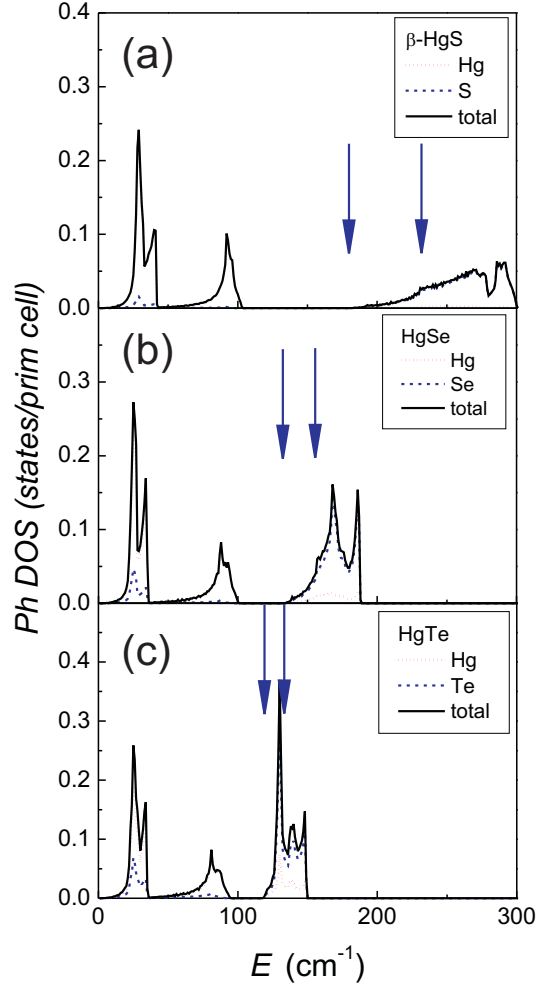 Ph DOS (states/prim cell)
0.4
0.3
0.2
0.1
0.0
(a)
β-HgS
Hg
S
total
0.3
0.2
0.1
0.0
(b)
HgSe
Hg
Se
total
0.4
0.3
0.2
0.1
0.0
(c)
HgTe
Hg
Te
total
0 100 200 300
E (cm⁻¹)